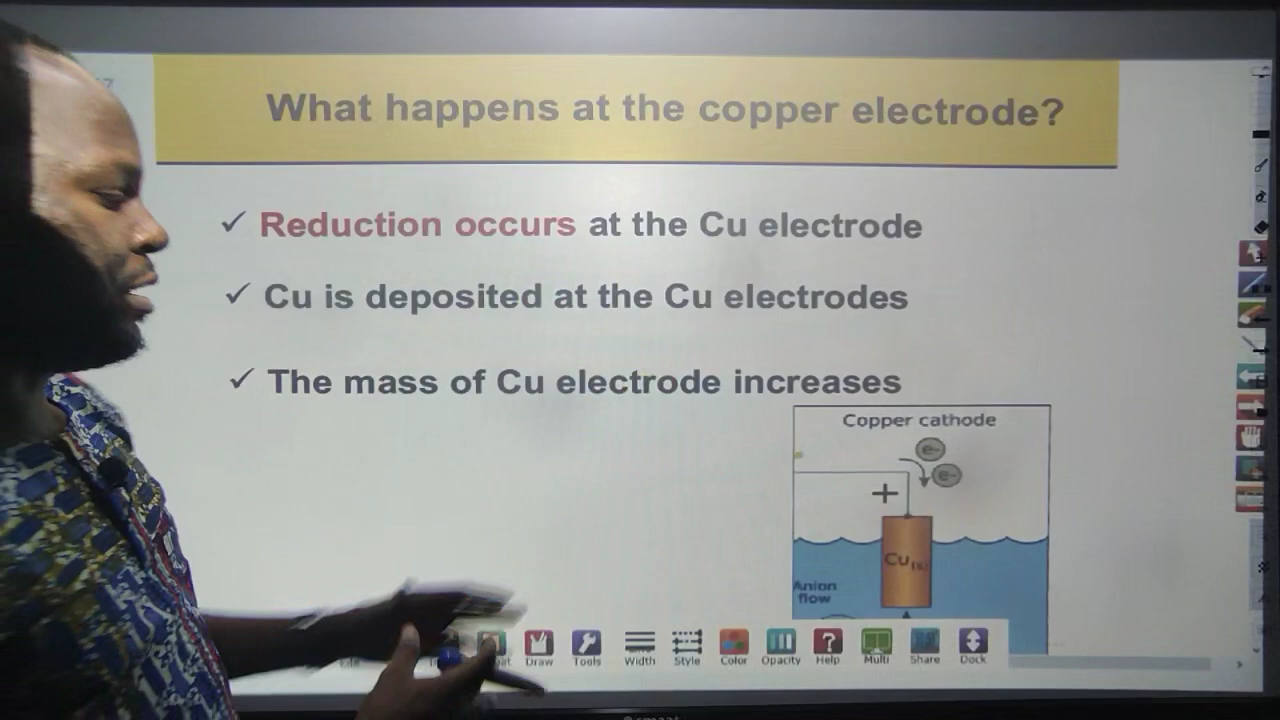 What happens at the copper electrode?
✓ Reduction occurs at the Cu electrode
✓ Cu is deposited at the Cu electrodes
✓ The mass of Cu electrode increases
Copper cathode
e-
e-
+
Cu(s)
Anion
flow
Draw Tools Width Style Color Opacity Help Multi Share Dock